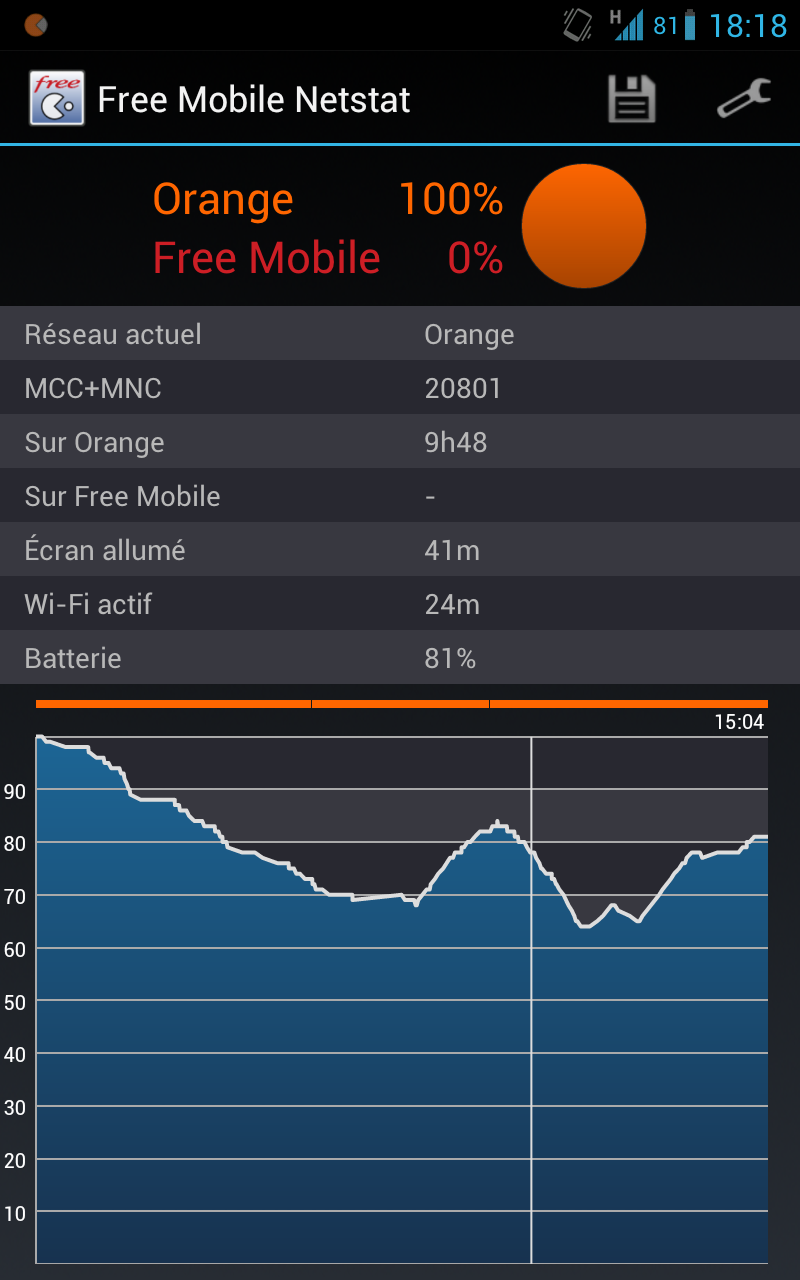 H 81 18:18
free Free Mobile Netstat
Orange 100%
Free Mobile 0%
Réseau actuel Orange
MCC+MNC 20801
Sur Orange 9h48
Sur Free Mobile -
Écran allumé 41m
Wi-Fi actif 24m
Batterie 81%
15:04
90
80
70
60
50
40
30
20
10